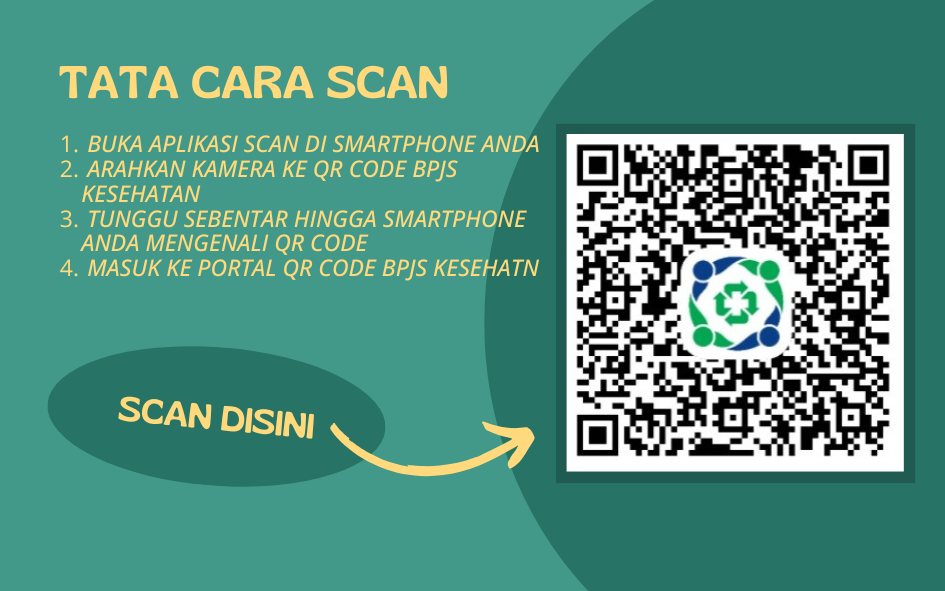 TATA CARA SCAN
1. BUKA APLIKASI SCAN DI SMARTPHONE ANDA
2. ARAHKAN KAMERA KE QR CODE BPJS
KESEHATAN
3. TUNGGU SEBENTAR HINGGA SMARTPHONE
ANDA MENGENALI QR CODE
4. MASUK KE PORTAL QR CODE BPJS KESEHATN
SCAN DISINI